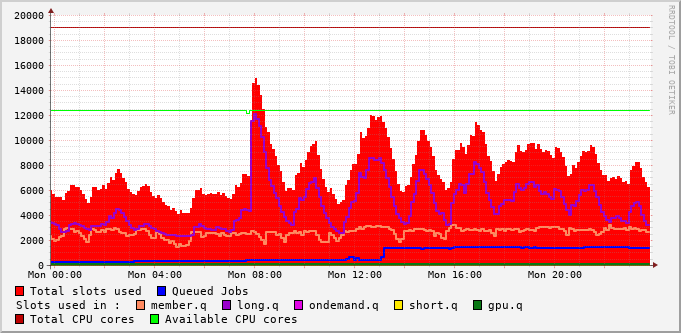 20000
18000
16000
14000
12000
10000
8000
6000
4000
2000
0
Mon 00:00 Mon 04:00 Mon 08:00 Mon 12:00 Mon 16:00 Mon 20:00
RRDTOOL / TOBI OETIKER
Total slots used Queued Jobs
Slots used in : member.q long.q ondemand.q short.q gpu.q
Total CPU cores Available CPU cores